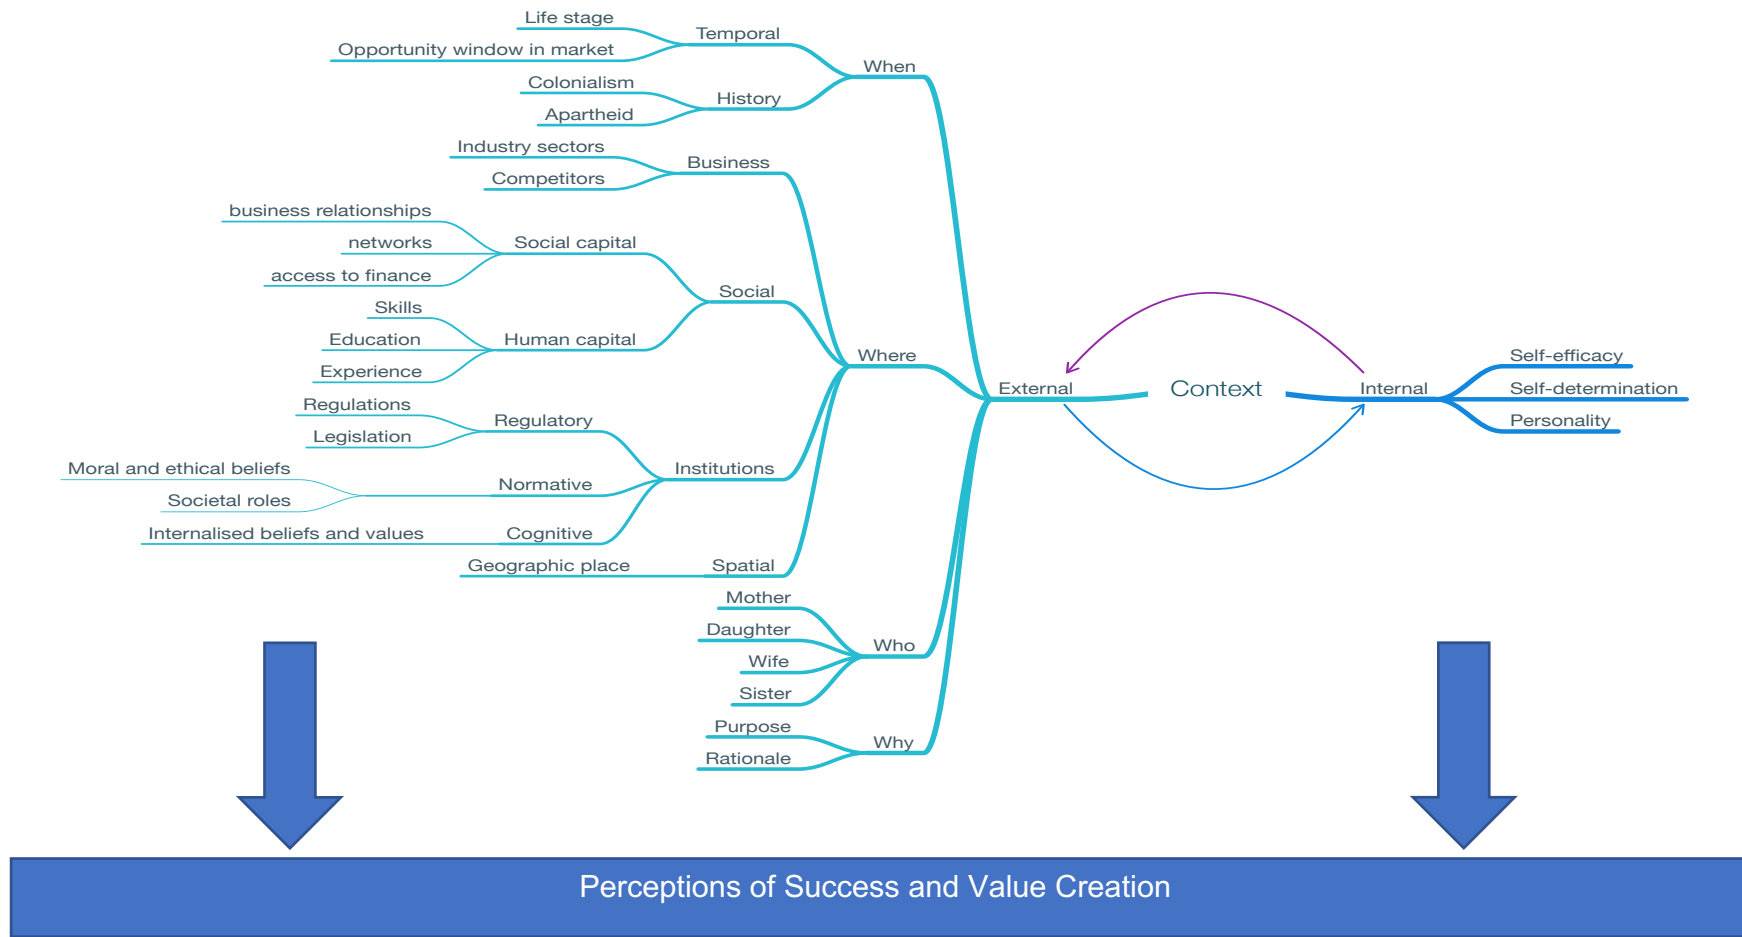 Life stage
Temporal
Opportunity window in market
When
Colonialism
History
Apartheid
Industry sectors
Business
Competitors
business relationships
networks
Social capital
access to finance
Social
Skills
Education
Human capital
Experience
Where
Regulations
Regulatory
Legislation
Institutions
Moral and ethical beliefs
Normative
Societal roles
Internalised beliefs and values
Cognitive
Geographic place
Spatial
Mother
Daughter
Who
Wife
Sister
Purpose
Why
Rationale
External
Context
Internal
Self-efficacy
Self-determination
Personality
Perceptions of Success and Value Creation